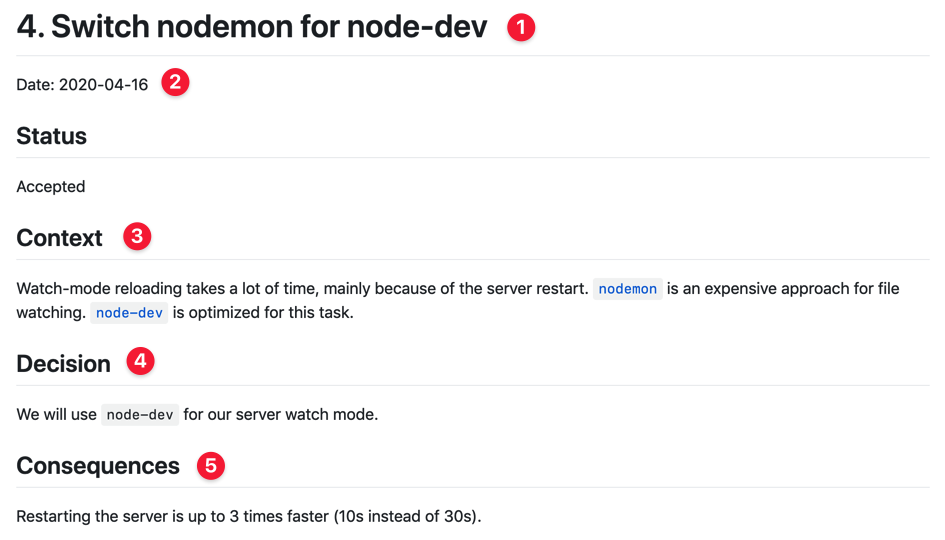 4. Switch nodemon for node-dev 1
Date: 2020-04-16 2
Status
Accepted
Context 3
Watch-mode reloading takes a lot of time, mainly because of the server restart. nodemon is an expensive approach for file
watching. node-dev is optimized for this task.
Decision 4
We will use node-dev for our server watch mode.
Consequences 5
Restarting the server is up to 3 times faster (10s instead of 30s).